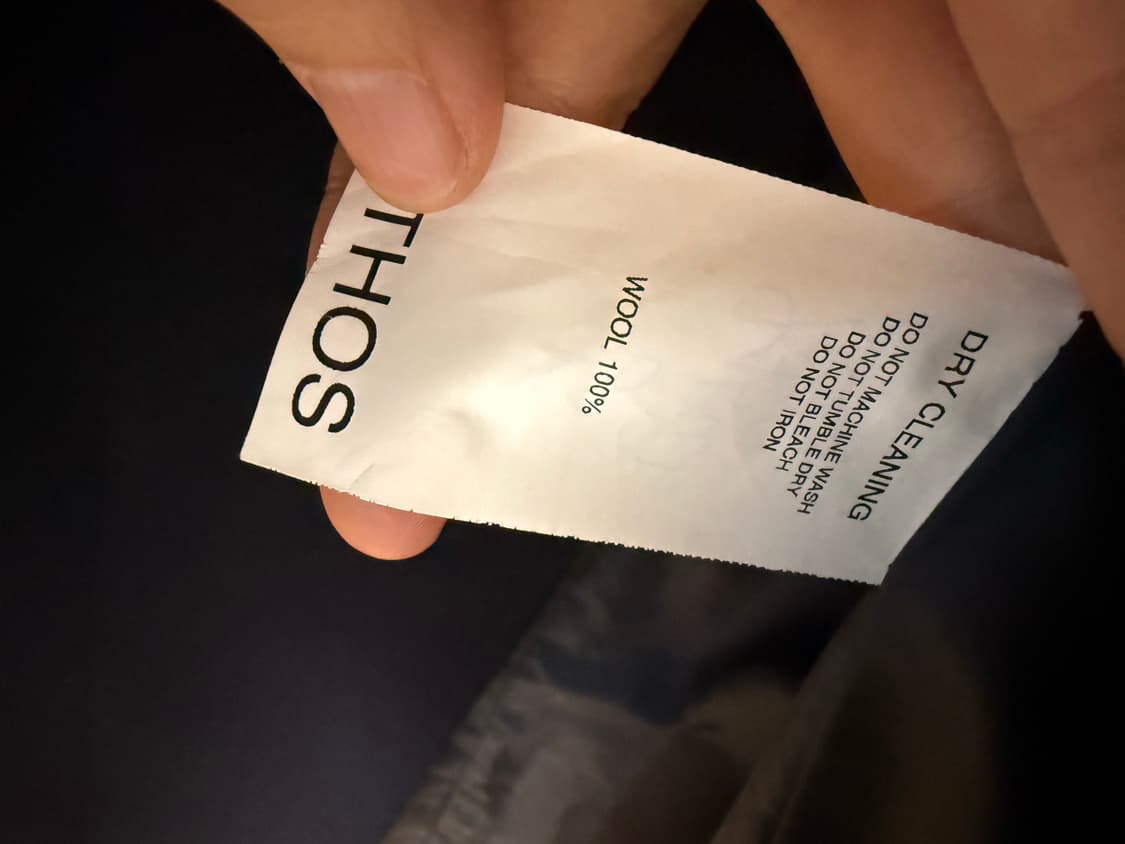 THOS
WOOL 100%
DRY CLEANING
DO NOT MACHINE WASH
DO NOT TUMBLE DRY
DO NOT BLEACH
DO NOT IRON